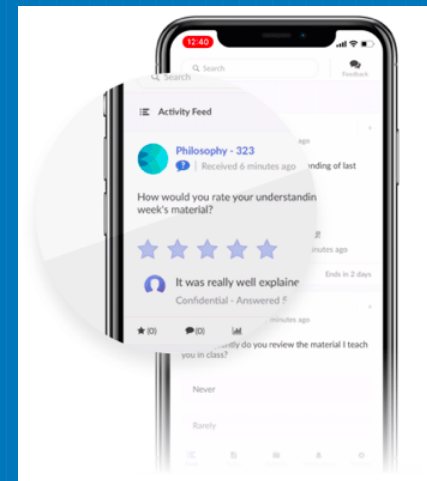 12:40
Search
Feedback
Search
Activity Feed
ago
Philosophy - 323
Received 6 minutes ago
nding of last
How would you rate your understandin
week's material?
minutes ago
Ends in 2 days
It was really well explaine
Confidential - Answered
(0) (0)
minutes ago
do you review the material I teach
you in class?
Never
Rarely